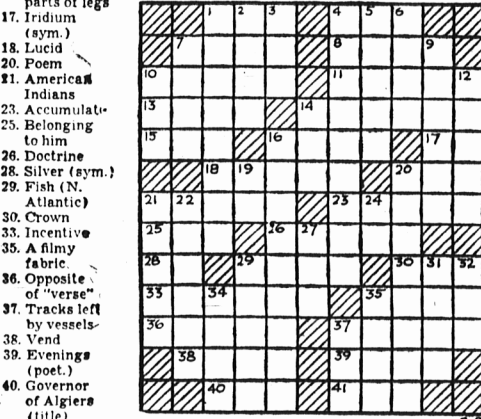 parts of legs
17. Iridium
(sym.)
18. Lucid
20. Poem
21. American
Indians
23. Accumulate
25. Belonging
to him
26. Doctrine
28. Silver (sym.)
29. Fish (N.
Atlantic)
30. Crown
33. Incentive
35. A filmy
fabric
36. Opposite
of "verse"
37. Tracks left
by vessels
38. Vend
39. Evenings
(poet.)
40. Governor
of Algiers
(title)
1 2 3 4 5 6
7 8 9
10 11 12
13 14
15 16 17
18 19 20
21 22 23 24
25 26 27
28 29 30 31 32
33 34 35
36 37
38 39
40 41